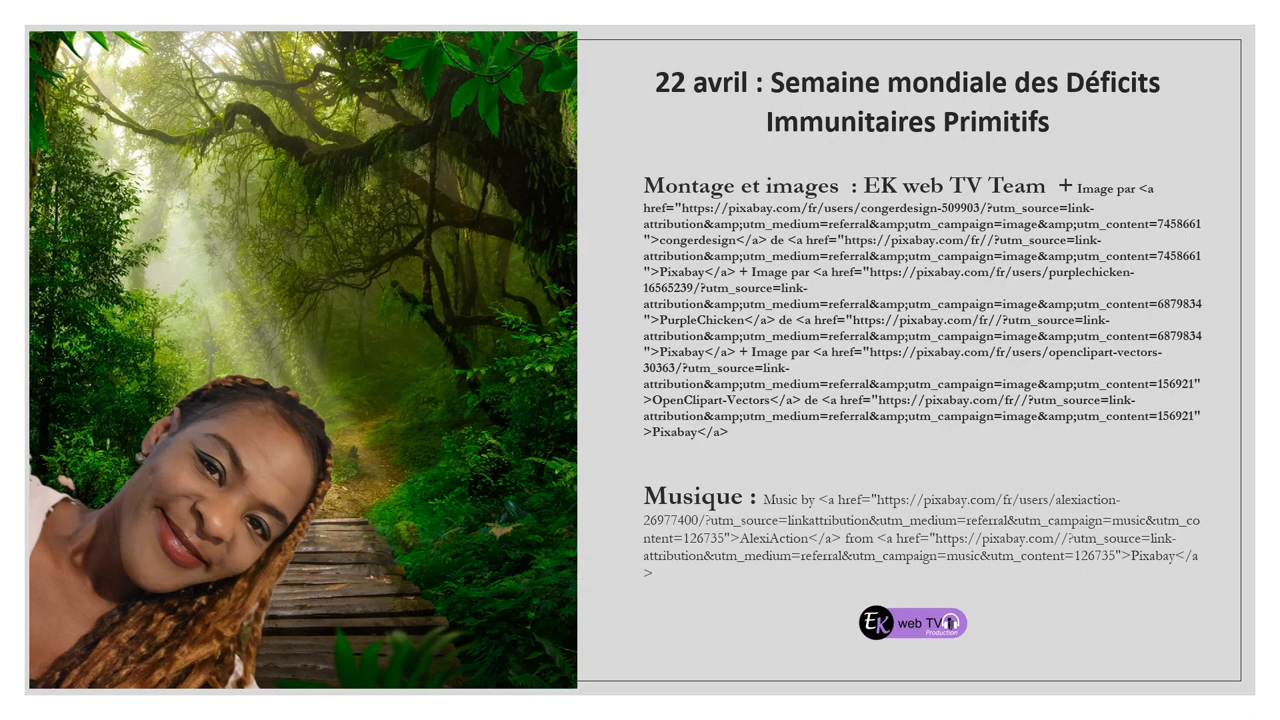 22 avril : Semaine mondiale des Déficits
Immunitaires Primitifs
Montage et images  : EK web TV Team  + Image par <a
href="https://pixabay.com/fr/users/congerdesign-509903/?utm_source=link-
attribution&amp;utm_medium=referral&amp;utm_campaign=image&amp;utm_content=7458661
">congerdesign</a> de <a href="https://pixabay.com/fr//?utm_source=link-
attribution&amp;utm_medium=referral&amp;utm_campaign=image&amp;utm_content=7458661
">Pixabay</a> + Image par <a href="https://pixabay.com/fr/users/purplechicken-
16565239/?utm_source=link-
attribution&amp;utm_medium=referral&amp;utm_campaign=image&amp;utm_content=6879834
">PurpleChicken</a> de <a href="https://pixabay.com/fr//?utm_source=link-
attribution&amp;utm_medium=referral&amp;utm_campaign=image&amp;utm_content=6879834
">Pixabay</a> + Image par <a href="https://pixabay.com/fr/users/openclipart-vectors-
30363/?utm_source=link-
attribution&amp;utm_medium=referral&amp;utm_campaign=image&amp;utm_content=156921"
>OpenClipart-Vectors</a> de <a href="https://pixabay.com/fr//?utm_source=link-
attribution&amp;utm_medium=referral&amp;utm_campaign=image&amp;utm_content=156921"
>Pixabay</a>
Musique : Music by <a href="https://pixabay.com/fr/users/alexiaction-
26977400/?utm_source=linkattribution&utm_medium=referral&utm_campaign=music&utm_co
ntent=126735">AlexiAction</a> from <a href="https://pixabay.com//?utm_source=link-
attribution&utm_medium=referral&utm_campaign=music&utm_content=126735">Pixabay</a
>
EK web TV
Production